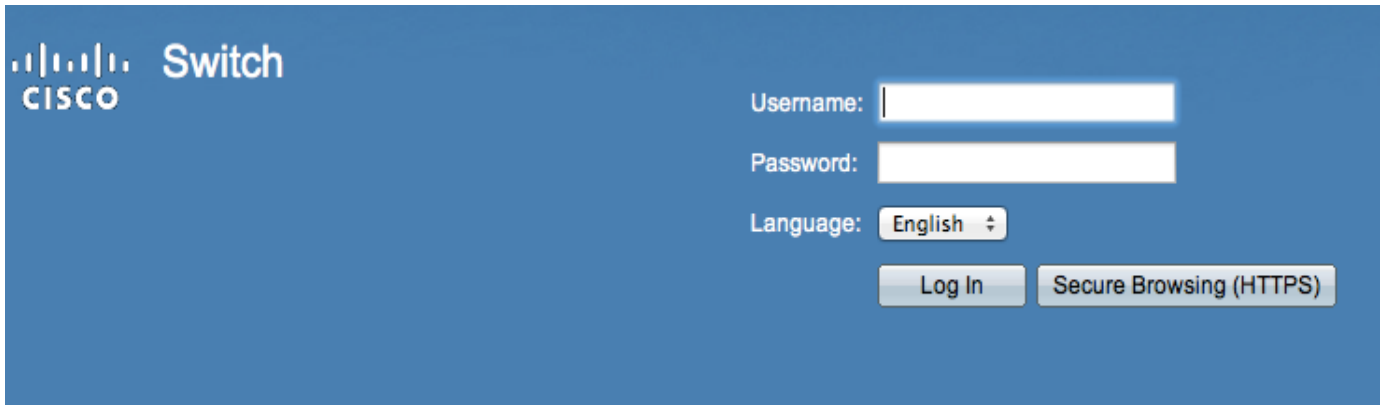 Switch
CISCO
Username:
Password:
Language: English
Log In Secure Browsing (HTTPS)